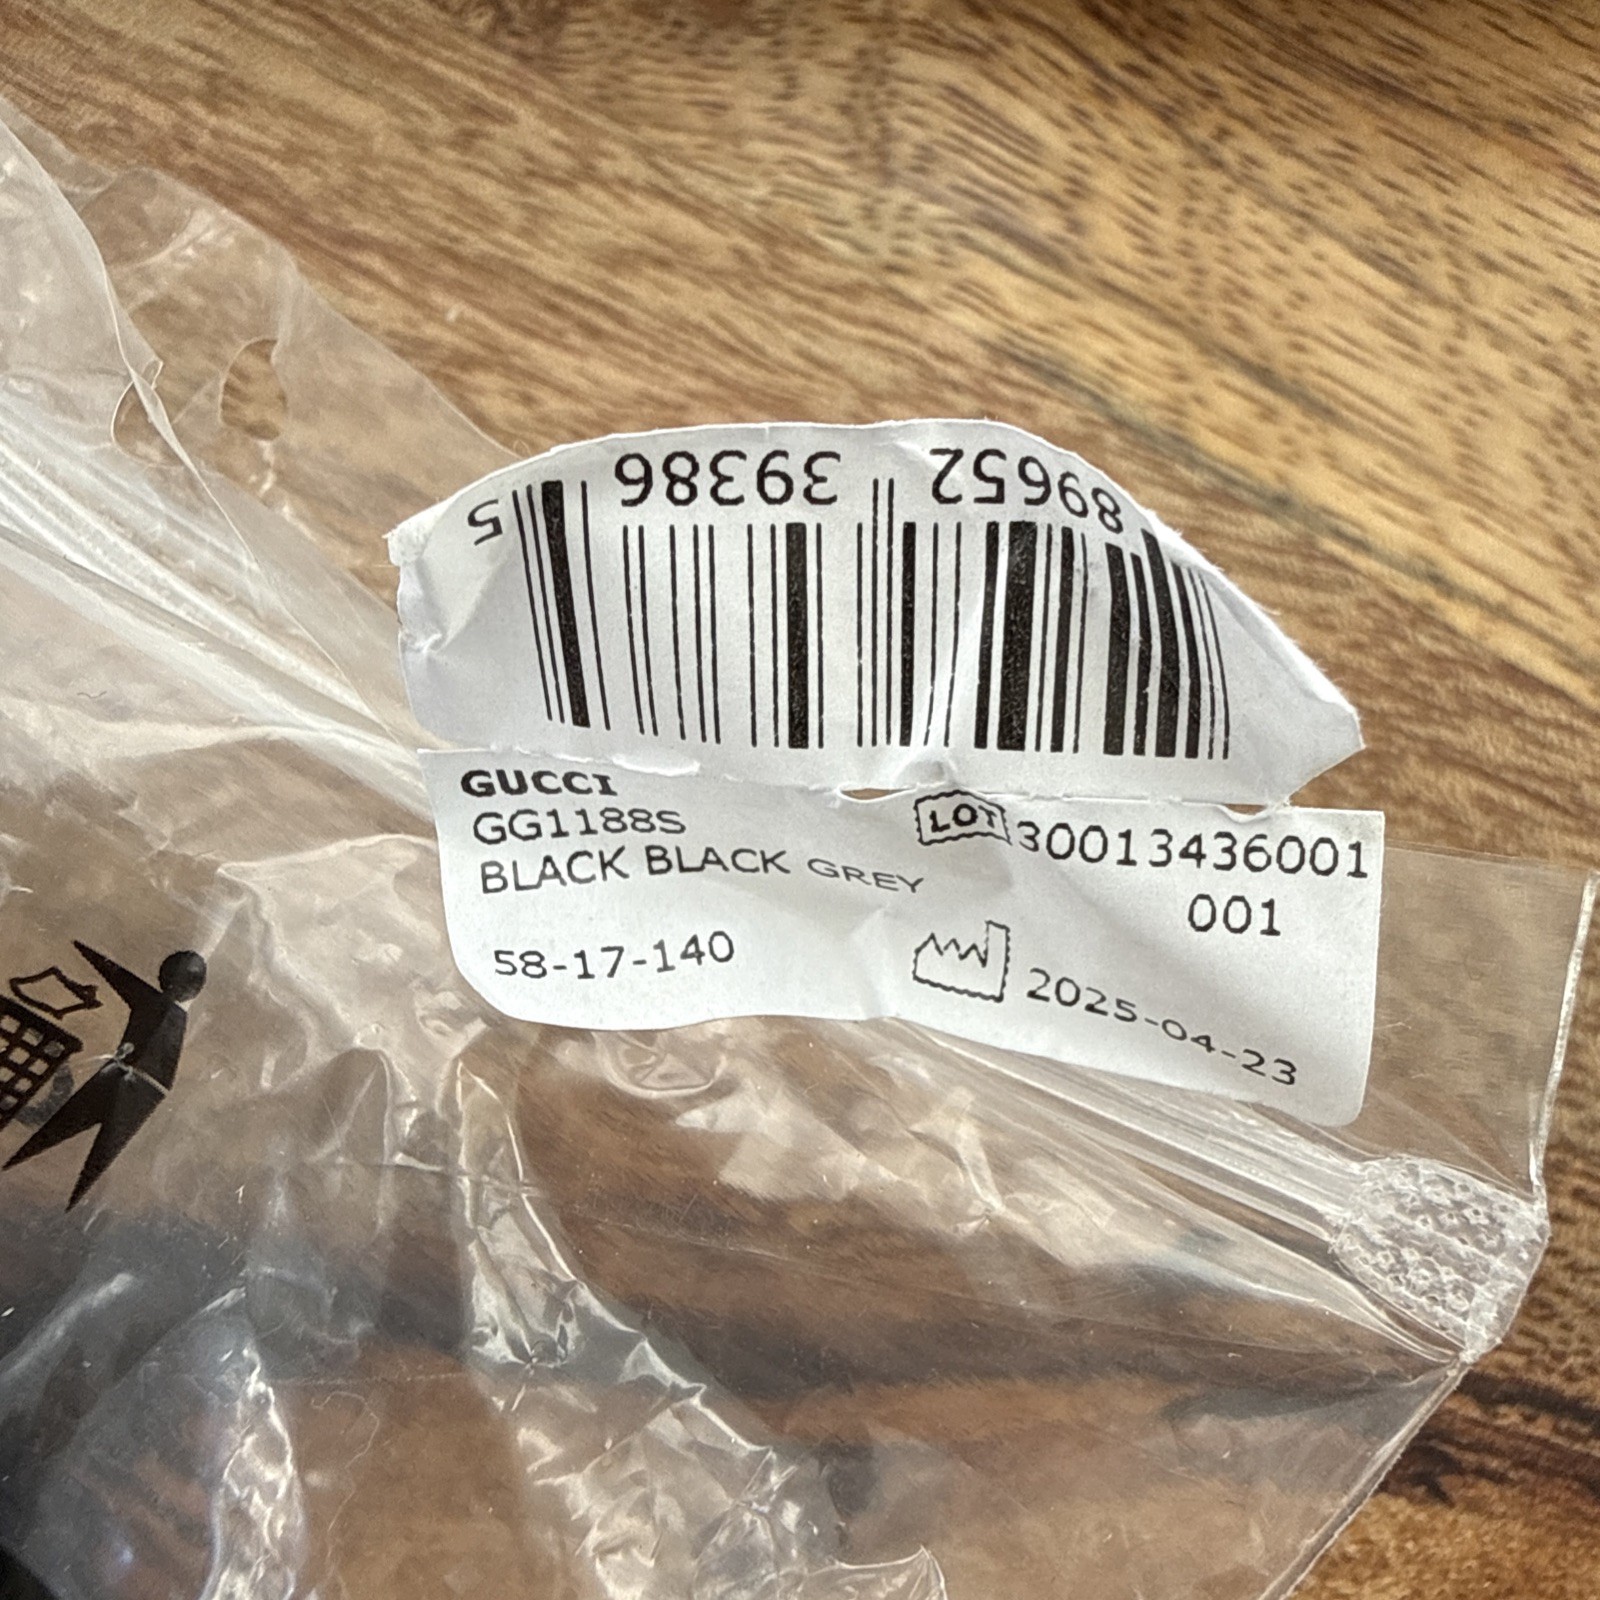 89652 39386 5
GUCCI
GG1188S
BLACK BLACK GREY
58-17-140
LOT 30013436001
001
2025-04-23